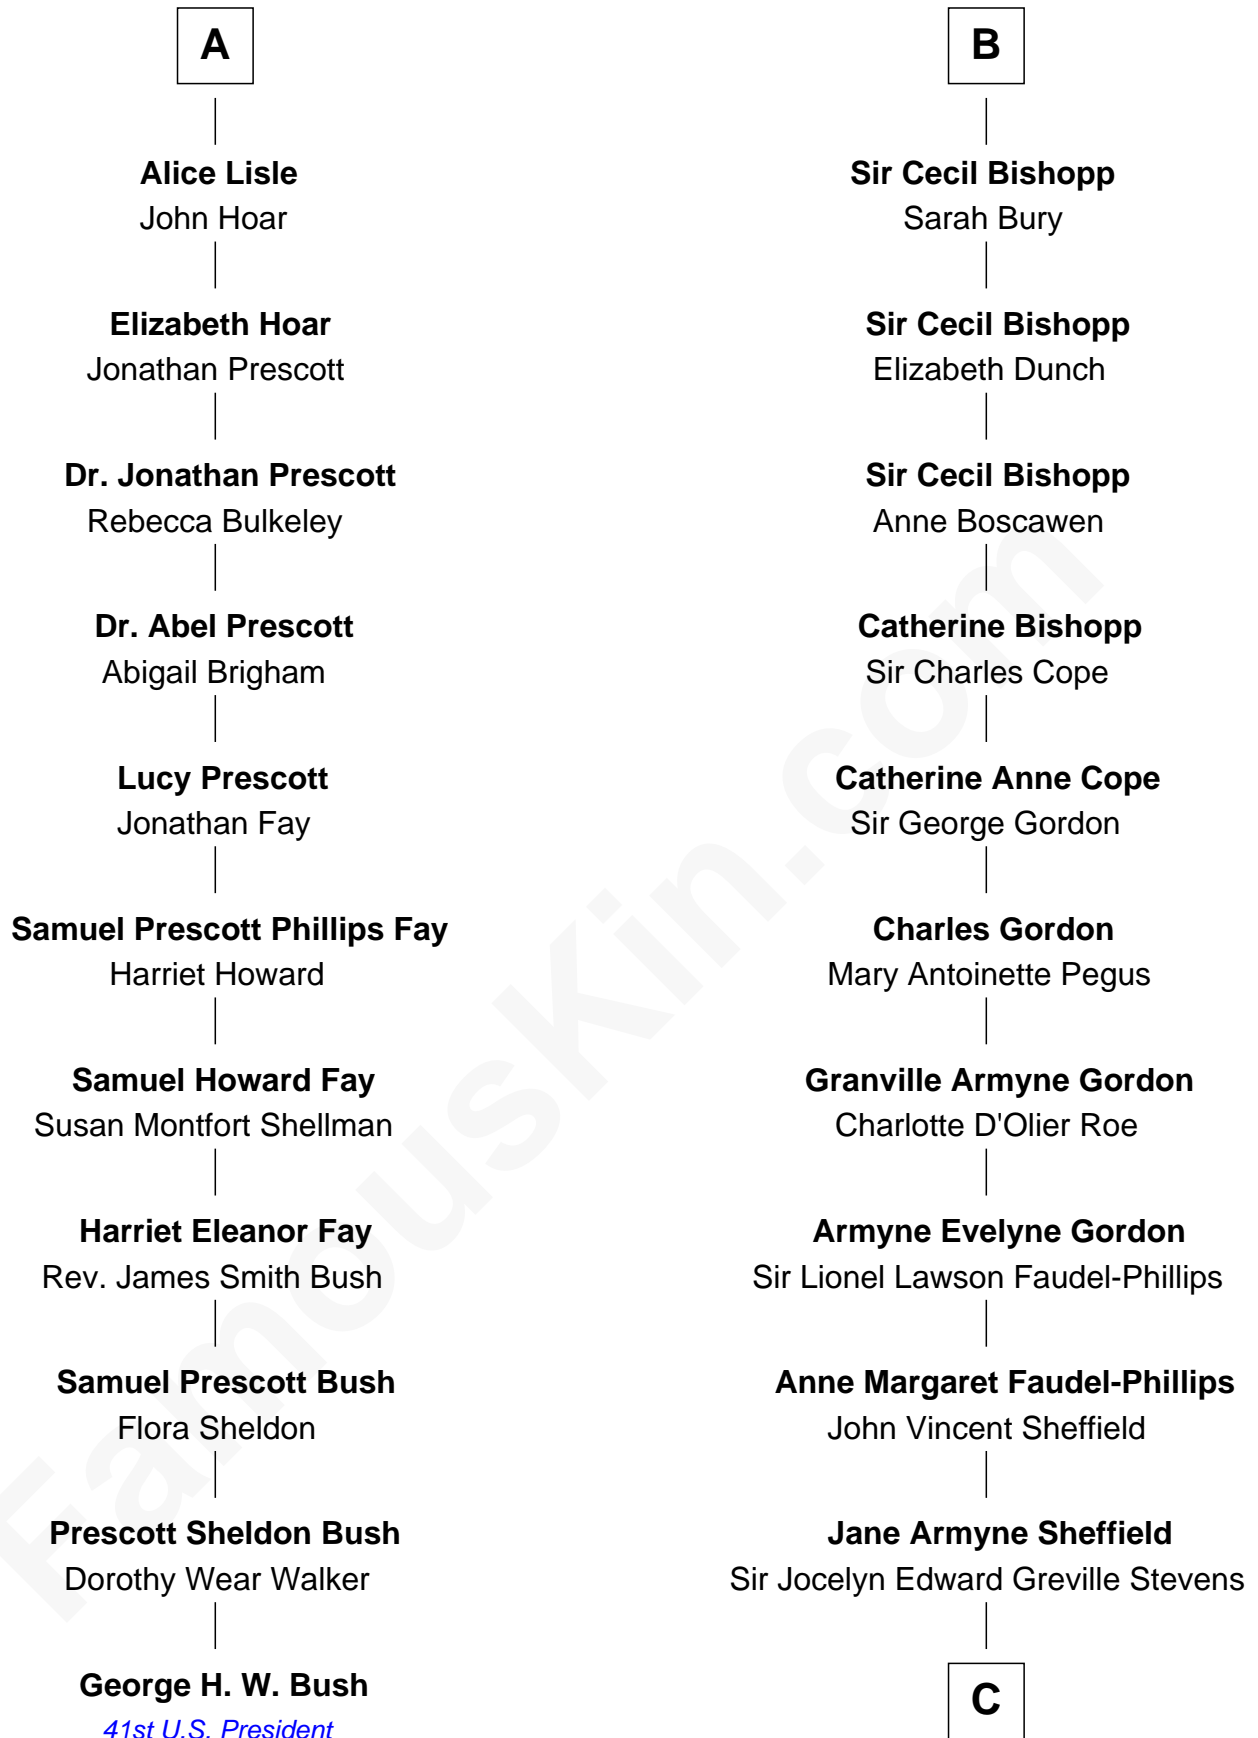 A
Alice Lisle
John Hoar
Elizabeth Hoar
Jonathan Prescott
Dr. Jonathan Prescott
Rebecca Bulkeley
Dr. Abel Prescott
Abigail Brigham
Lucy Prescott
Jonathan Fay
Samuel Prescott Phillips Fay
Harriet Howard
Samuel Howard Fay
Susan Montfort Shellman
Harriet Eleanor Fay
Rev. James Smith Bush
Samuel Prescott Bush
Flora Sheldon
Prescott Sheldon Bush
Dorothy Wear Walker
George H. W. Bush
41st U.S. President
B
Sir Cecil Bishopp
Sarah Bury
Sir Cecil Bishopp
Elizabeth Dunch
Sir Cecil Bishopp
Anne Boscawen
Catherine Bishopp
Sir Charles Cope
Catherine Anne Cope
Sir George Gordon
Charles Gordon
Mary Antoinette Pegus
Granville Armyne Gordon
Charlotte D'Olier Roe
Armyne Evelyne Gordon
Sir Lionel Lawson Faudel-Phillips
Anne Margaret Faudel-Phillips
John Vincent Sheffield
Jane Armyne Sheffield
Sir Jocelyn Edward Greville Stevens
C
FamousKin.com